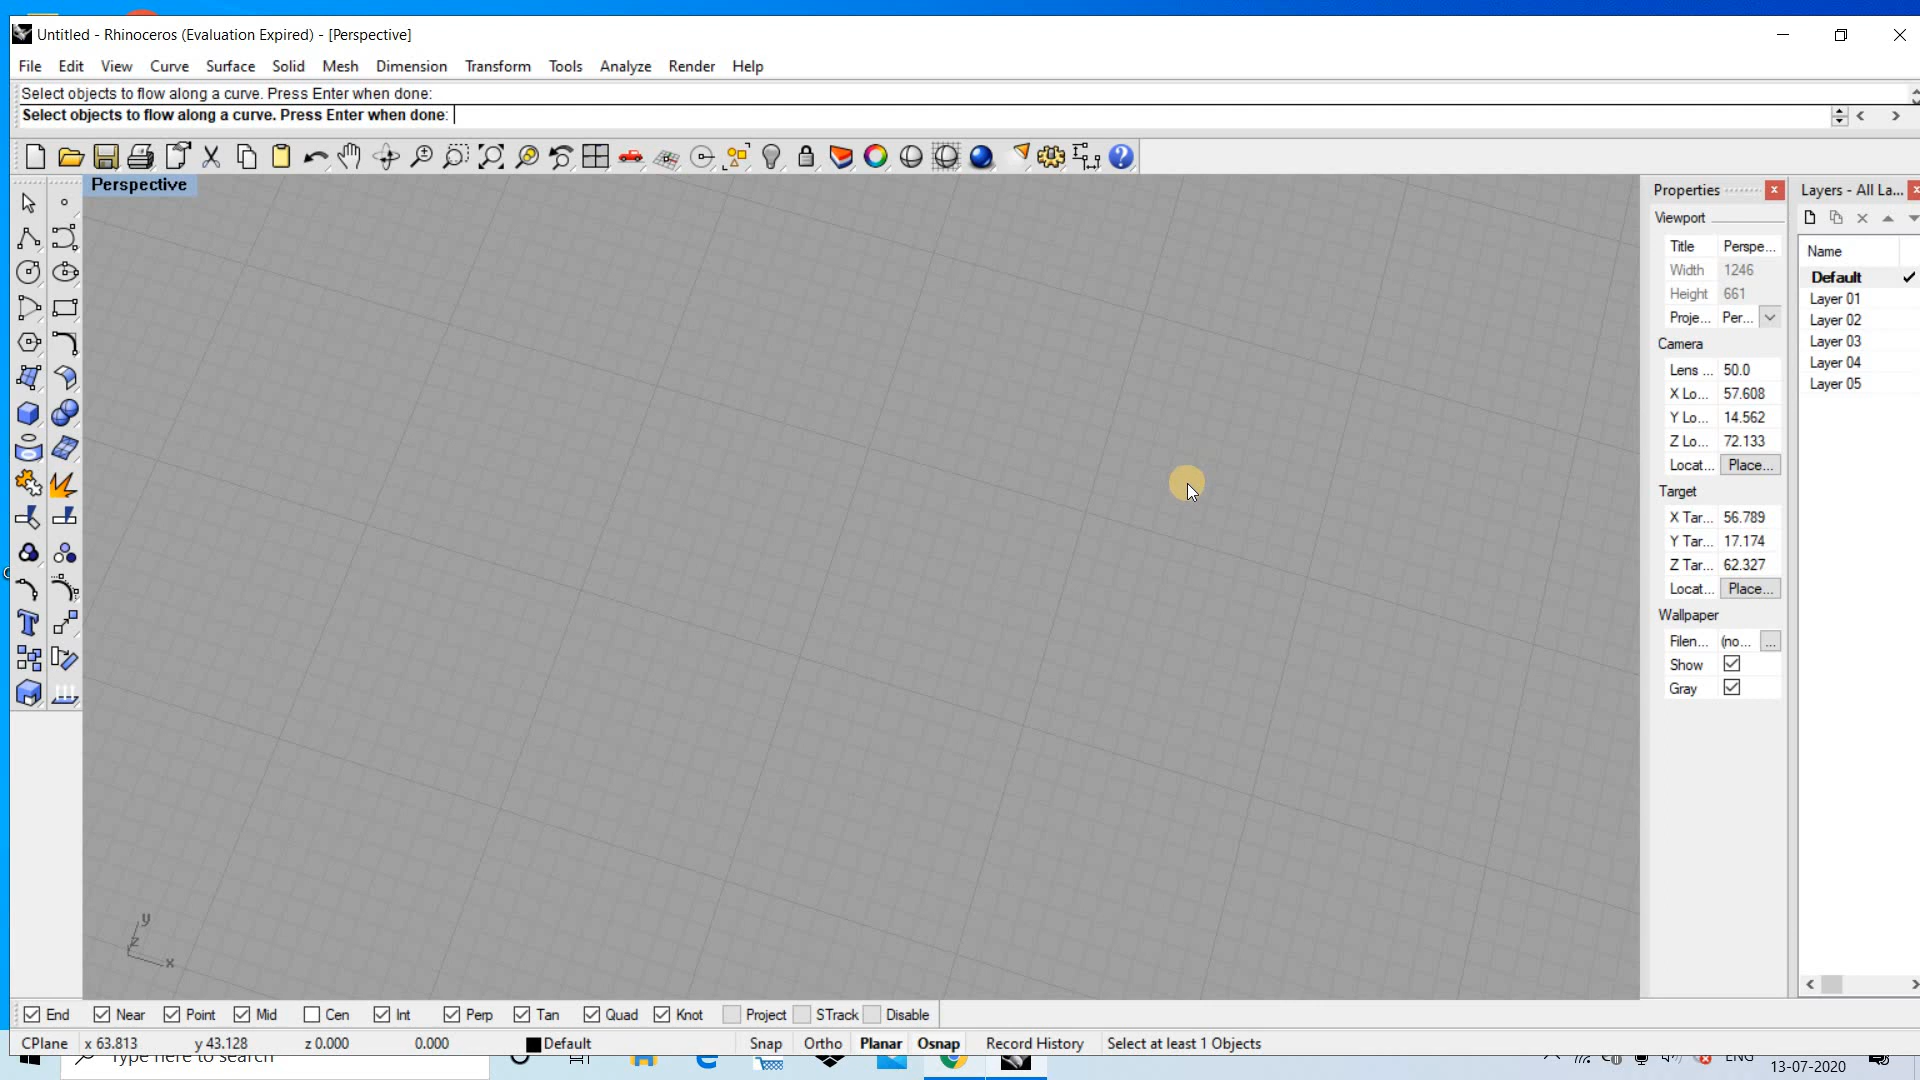 Untitled - Rhinoceros (Evaluation Expired) - [Perspective]
File Edit View Curve Surface Solid Mesh Dimension Transform Tools Analyze Render Help
Select objects to flow along a curve. Press Enter when done:
Select objects to flow along a curve. Press Enter when done:
Perspective
Properties
Viewport
Title Perspe...
Width 1246
Height 661
Proje... Per...
Camera
Lens ... 50.0
X Lo... 57.608
Y Lo... 14.562
Z Lo... 72.133
Locat... Place...
Target
X Tar... 56.789
Y Tar... 17.174
Z Tar... 62.327
Locat... Place...
Wallpaper
Filen... (no... ...
Show
Gray
Layers - All La...
Name
Default
Layer 01
Layer 02
Layer 03
Layer 04
Layer 05
y
z
x
End Near Point Mid Cen Int Perp Tan Quad Knot Project STrack Disable
CPlane x 63.813 y 43.128 z 0.000 0.000 Default Snap Ortho Planar Osnap Record History Select at least 1 Objects
Type here to search
ENG
13-07-2020